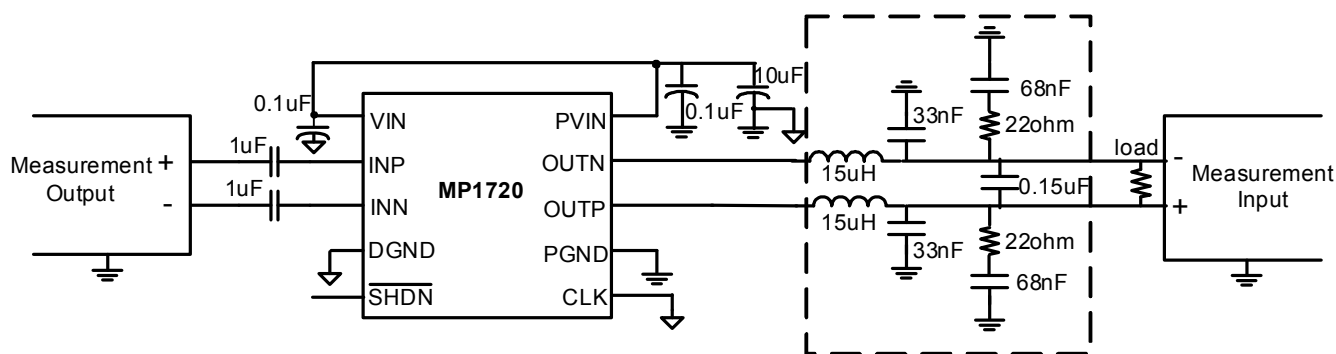 0.1uF
10uF
0.1uF
68nF
33nF
22ohm
VIN
PVIN
Measurement
Output
+
-
1uF
1uF
INP
INN
MP1720
OUTN
OUTP
15uH
15uH
0.15uF
load
-
+
Measurement
Input
DGND
PGND
33nF
22ohm
68nF
SHDN
CLK